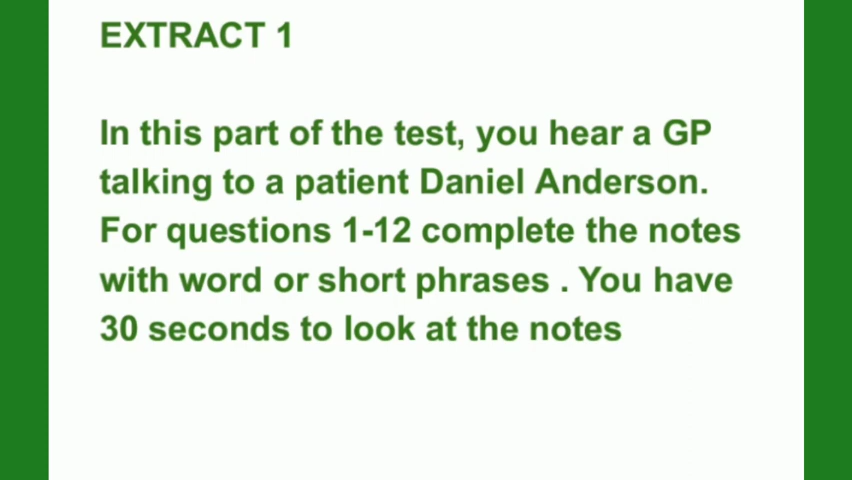 EXTRACT 1
In this part of the test, you hear a GP
talking to a patient Daniel Anderson.
For questions 1-12 complete the notes
with word or short phrases . You have
30 seconds to look at the notes